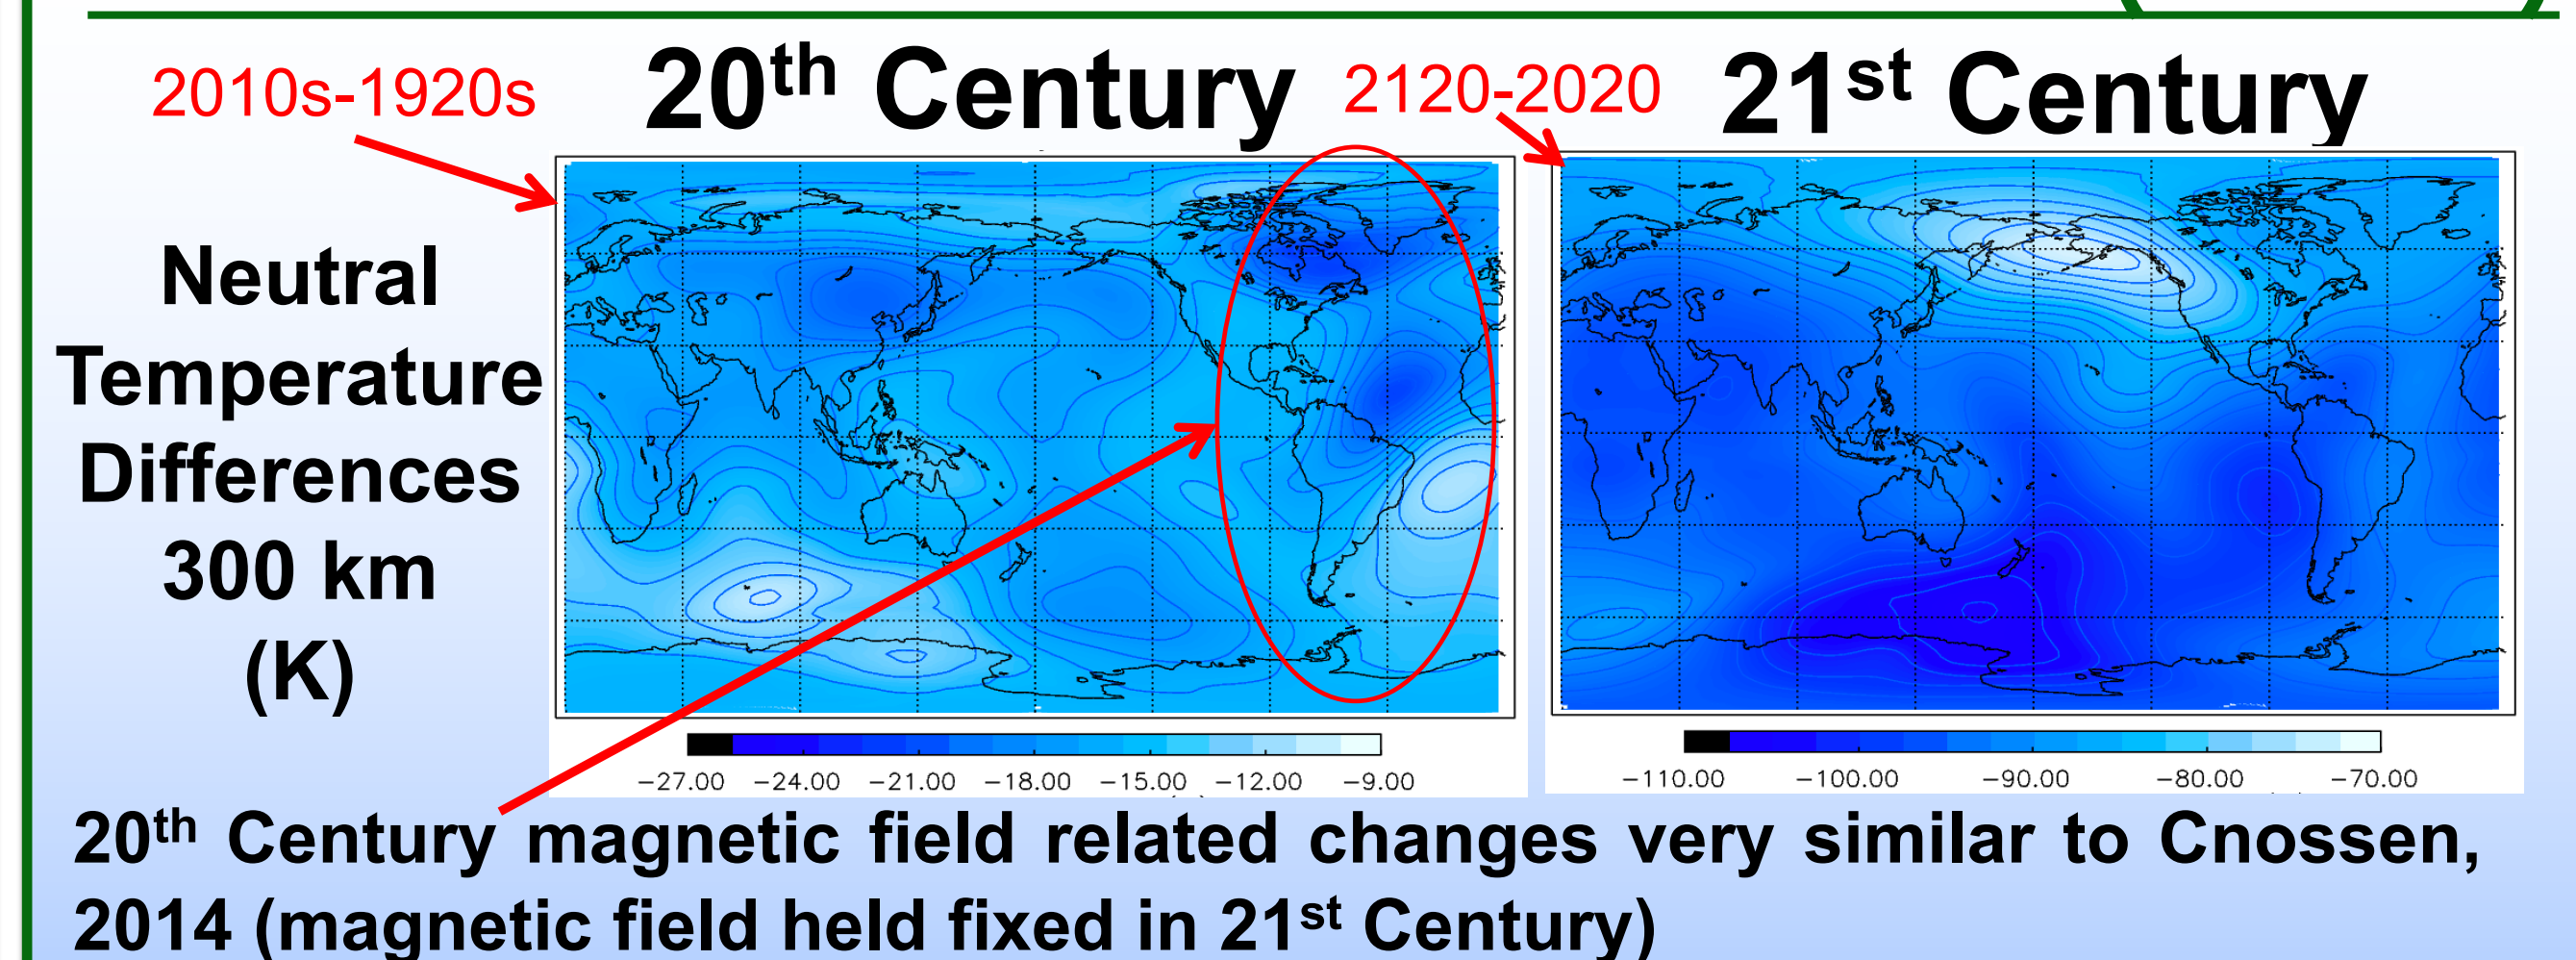 2010s-1920s 20th Century 2120-2020 21st Century
Neutral
Temperature
Differences
300 km
(K)
−27.00 −24.00 −21.00 −18.00 −15.00 −12.00 −9.00
−110.00 −100.00 −90.00 −80.00 −70.00
20th Century magnetic field related changes very similar to Cnossen,
2014 (magnetic field held fixed in 21st Century)